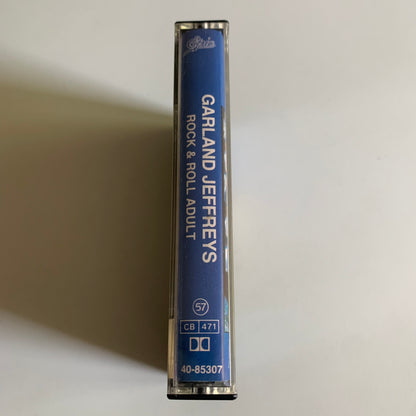 Epic
GARLAND JEFFREYS
ROCK & ROLL ADULT
57
CB 471
40-85307